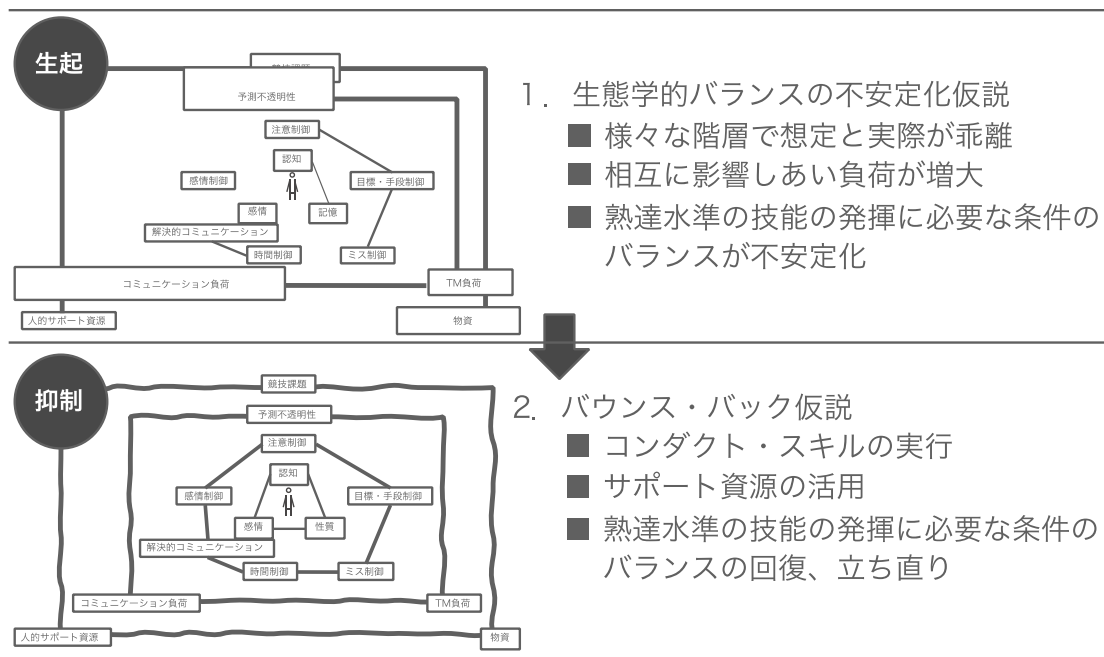 生起
予測不透明性
注意制御
認知
感情制御
目標・手段制御
感情
記憶
解決的コミュニケーション
時間制御
ミス制御
コミュニケーション負荷
TM負荷
人的サポート資源
物資
1. 生態学的バランスの不安定化仮説
■ 様々な階層で想定と実際が乖離
■ 相互に影響しあい負荷が増大
■ 熟達水準の技能の発揮に必要な条件の
バランスが不安定化
抑制
競技課題
予測不透明性
注意制御
認知
感情制御
目標・手段制御
感情
性質
解決的コミュニケーション
時間制御
ミス制御
コミュニケーション負荷
TM負荷
人的サポート資源
物資
2. バウンス・バック仮説
■ コンダクト・スキルの実行
■ サポート資源の活用
■ 熟達水準の技能の発揮に必要な条件の
バランスの回復、立ち直り